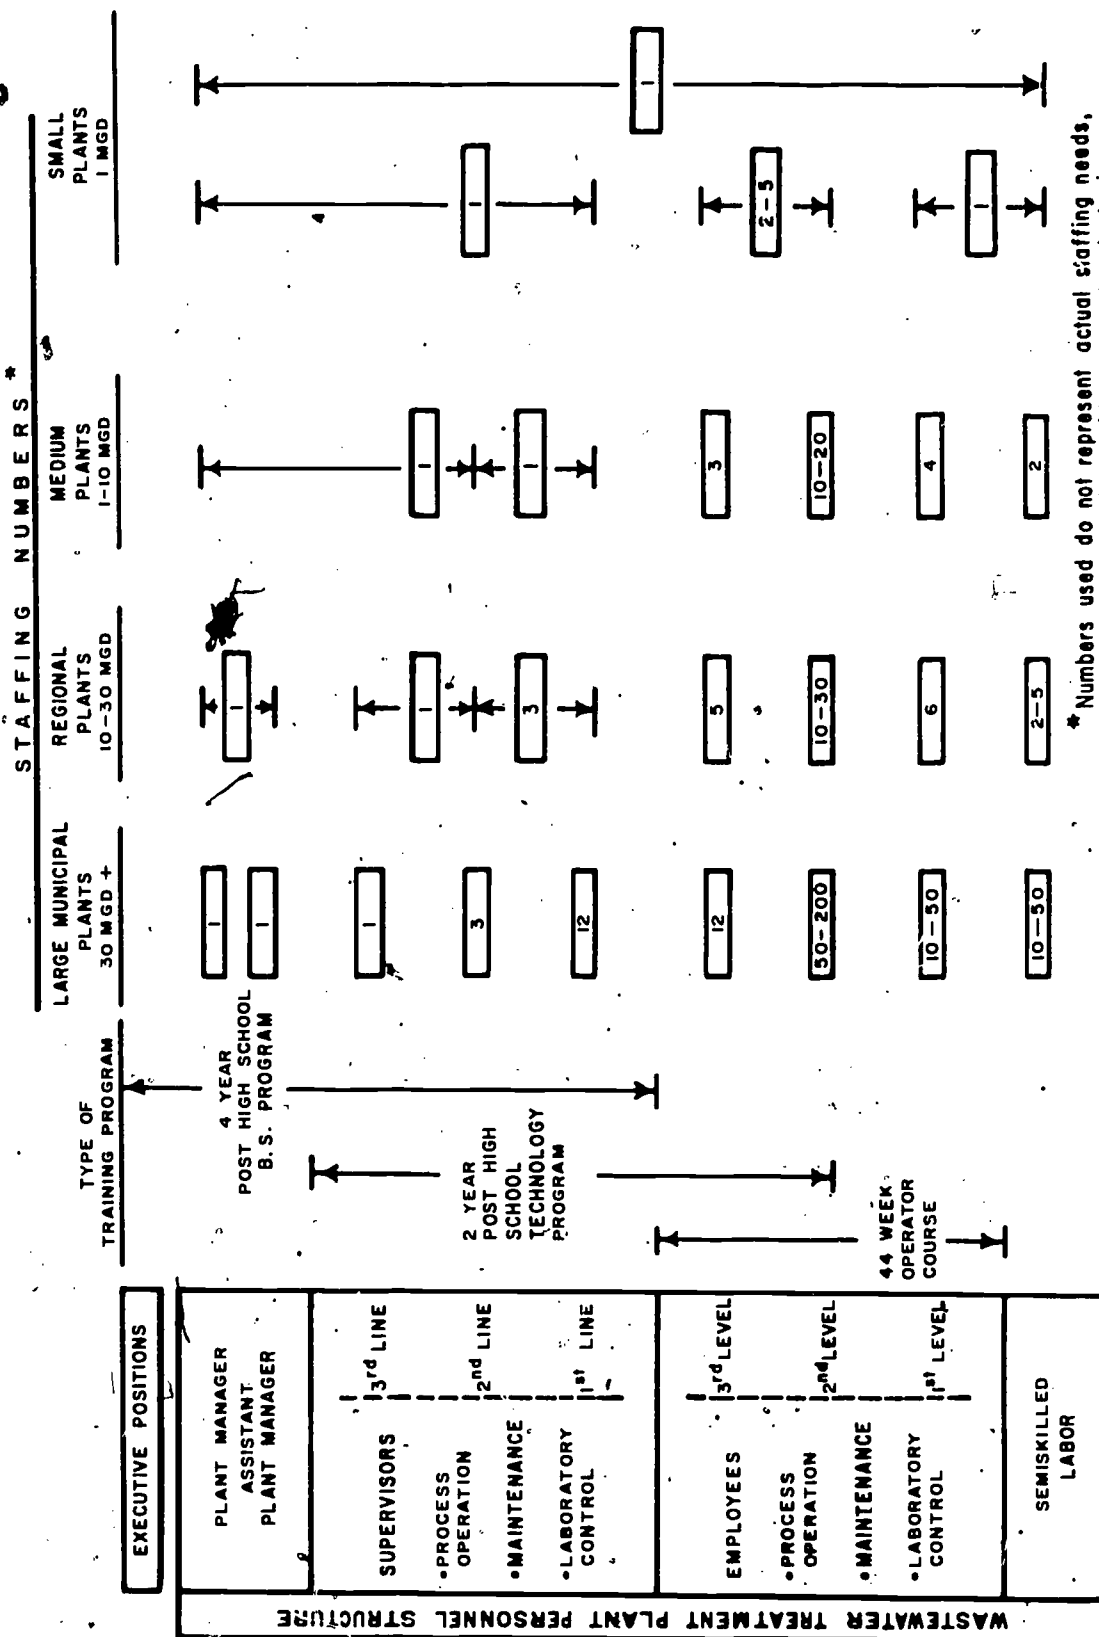 STAFFING NUMBERS *
TYPE OF
TRAINING PROGRAM
LARGE MUNICIPAL
PLANTS
30 MGD +
REGIONAL
PLANTS
10-30 MGD
MEDIUM
PLANTS
1-10 MGD
SMALL
PLANTS
1 MGD
WASTEWATER TREATMENT PLANT PERSONNEL STRUCTURE
EXECUTIVE POSITIONS
PLANT MANAGER
ASSISTANT
PLANT MANAGER
4 YEAR
POST HIGH SCHOOL
B.S. PROGRAM
1
1
1
SUPERVISORS
•PROCESS
OPERATION
•MAINTENANCE
•LABORATORY
CONTROL
3rd LINE
2nd LINE
1st LINE
2 YEAR
POST HIGH
SCHOOL
TECHNOLOGY
PROGRAM
1
3
12
1
3
1
1
1
1
EMPLOYEES
•PROCESS
OPERATION
•MAINTENANCE
•LABORATORY
CONTROL
3rd LEVEL
2nd LEVEL
1st LEVEL
44 WEEK
OPERATOR
COURSE
12
50-200
10-50
5
10-30
6
3
10-20
4
2-5
1
SEMISKILLED
LABOR
10-50
2-5
2
*Numbers used do not represent actual staffing needs,